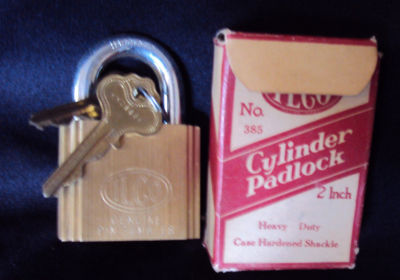 ILCO
ILCO
No.
385
Cylinder
Padlock
2 Inch
Heavy Duty
Case Hardened Shackle